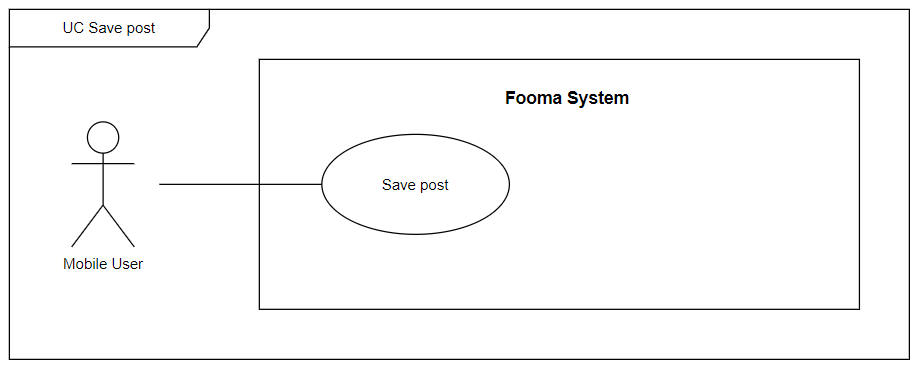 UC Save post
Fooma System
Save post
Mobile User